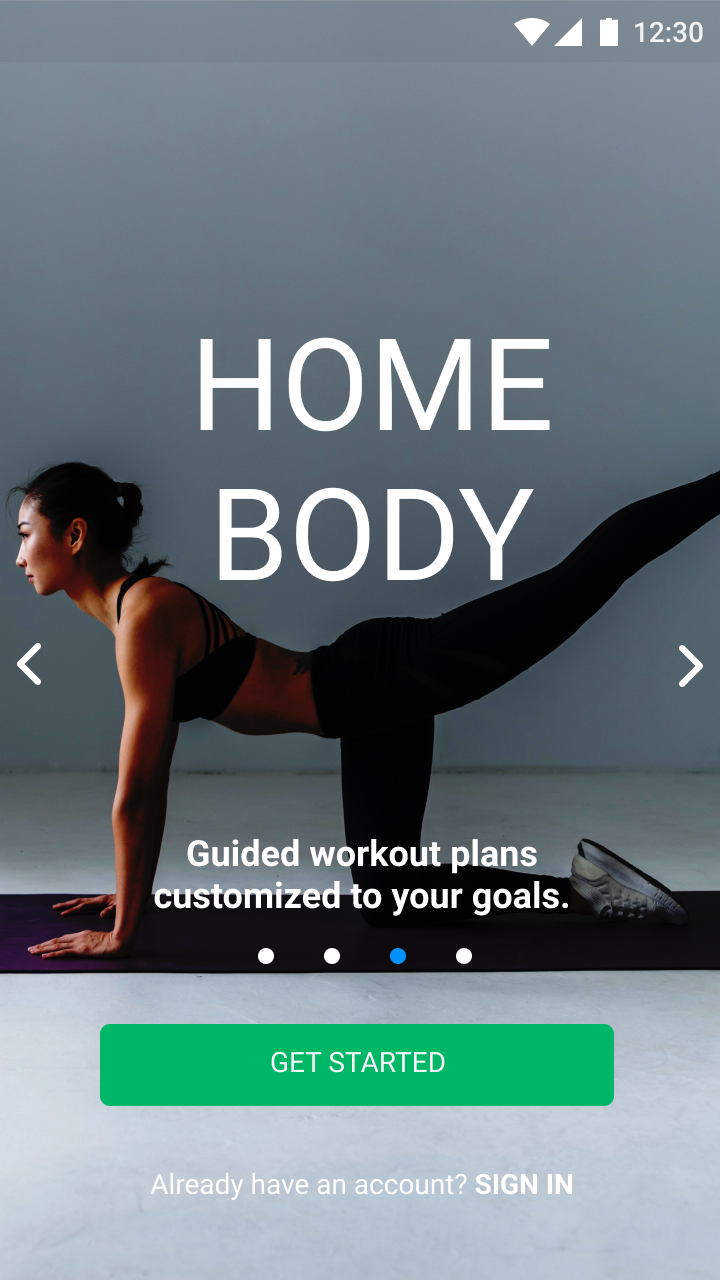 12:30
HOME
BODY
Guided workout plans
customized to your goals.
GET STARTED
Already have an account? SIGN IN